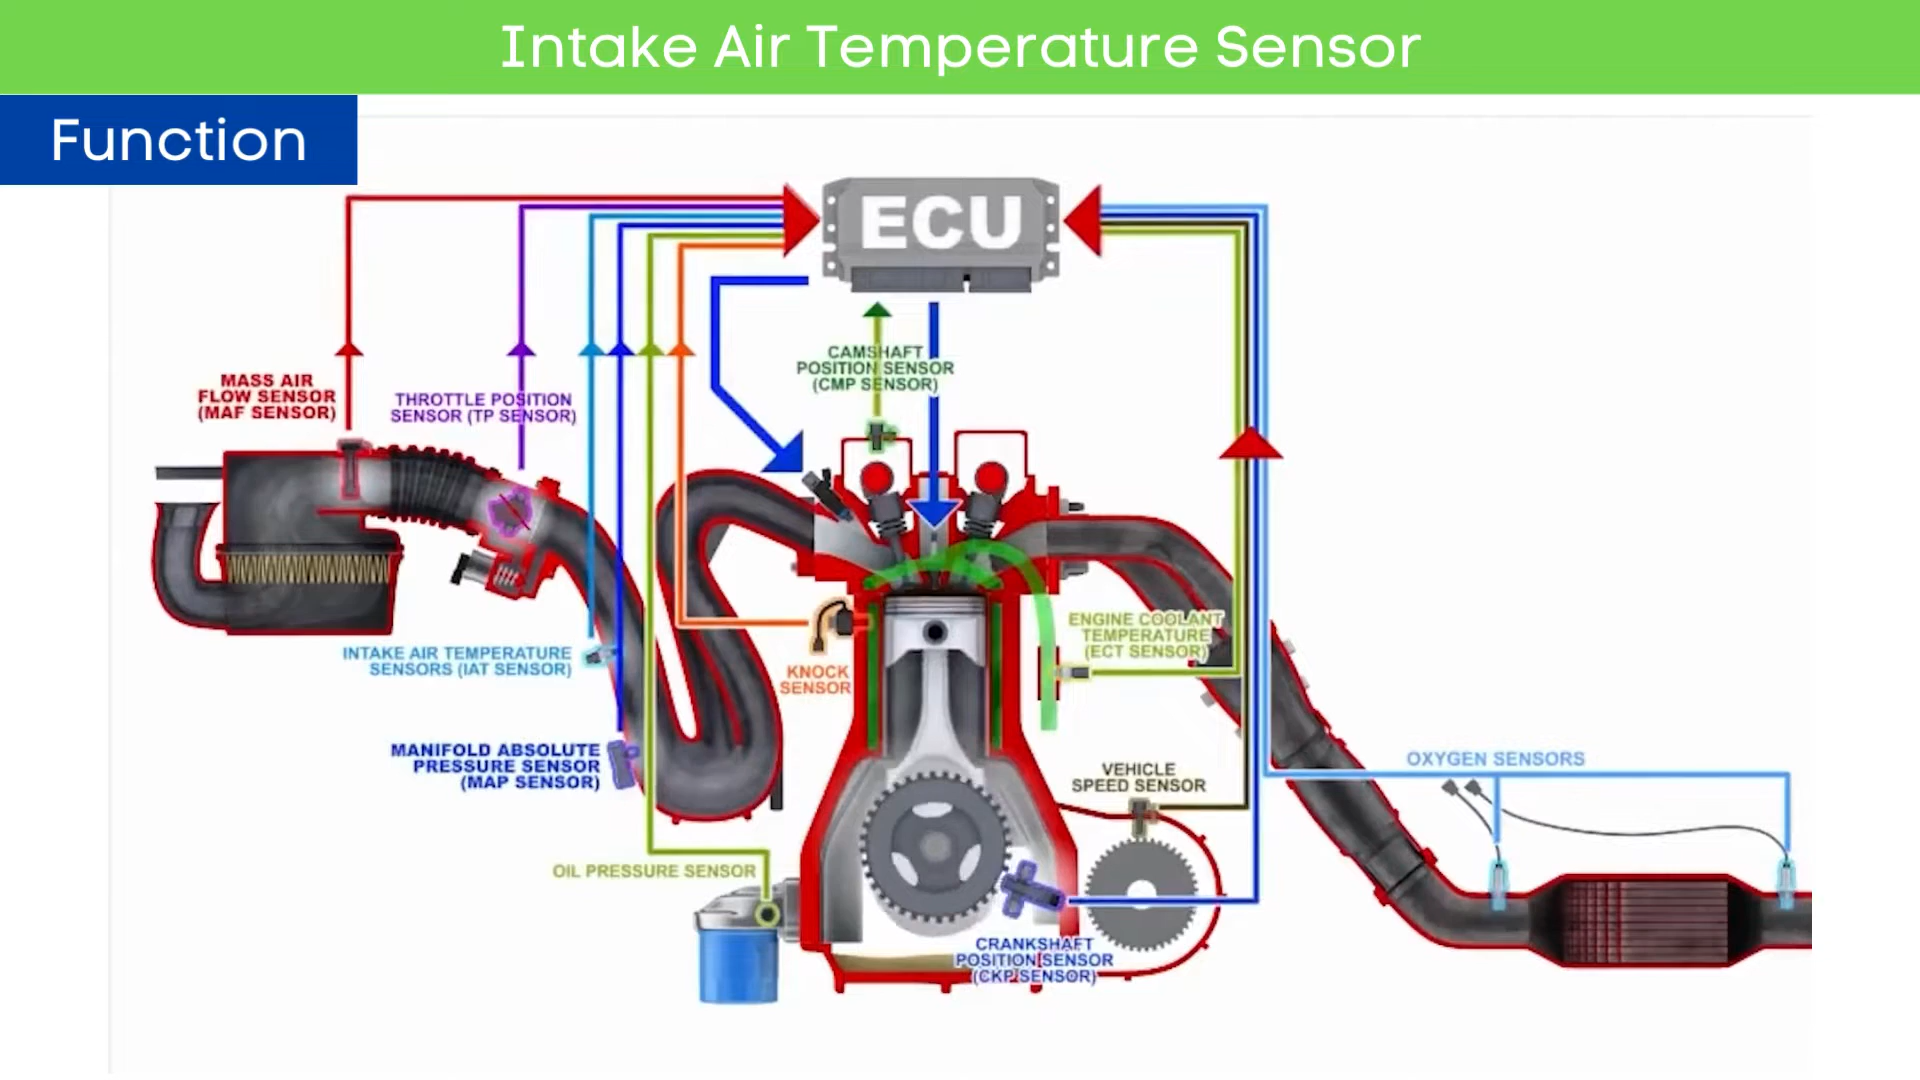 Intake Air Temperature Sensor
Function
ECU
CAMSHAFT
POSITION SENSOR
(CMP SENSOR)
MASS AIR
FLOW SENSOR
(MAF SENSOR)
THROTTLE POSITION
SENSOR (TP SENSOR)
INTAKE AIR TEMPERATURE
SENSORS (IAT SENSOR)
KNOCK
SENSOR
ENGINE COOLANT
TEMPERATURE
(ECT SENSOR)
MANIFOLD ABSOLUTE
PRESSURE SENSOR
(MAP SENSOR)
VEHICLE
SPEED SENSOR
OXYGEN SENSORS
OIL PRESSURE SENSOR
CRANKSHAFT
POSITION SENSOR
(CKP SENSOR)